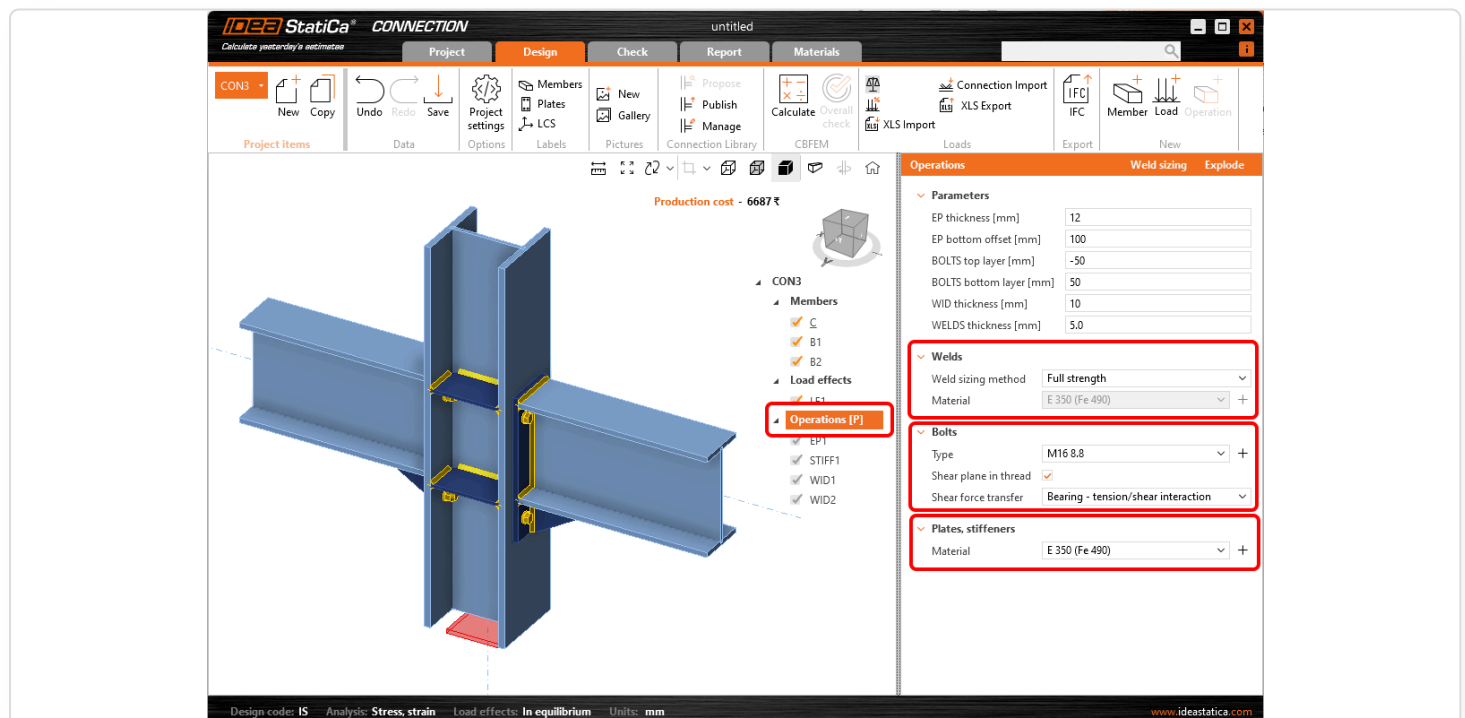 IDEA StatiCa® CONNECTION
untitled
Calculate yesterday's estimates
Project Design Check Report Materials
CON3
New Copy
Project items
Undo Redo Save
Data
Project settings
Options
Members
Plates
LCS
Labels
New
Gallery
Pictures
Propose
Publish
Manage
Connection Library
Calculate Overall check
CBFEM
Connection Import
XLS Export
XLS Import
Loads
IFC
IFC
Export
Member Load Operation
New
Production cost - 6687 ₹
CON3
Members
C
B1
B2
Load effects
LE1
Operations [P]
EP1
STIFF1
WID1
WID2
Operations Weld sizing Explode
Parameters
EP thickness [mm] 12
EP bottom offset [mm] 100
BOLTS top layer [mm] -50
BOLTS bottom layer [mm] 50
WID thickness [mm] 10
WELDS thickness [mm] 5.0
Welds
Weld sizing method Full strength
Material E 350 (Fe 490)
Bolts
Type M16 8.8
Shear plane in thread
Shear force transfer Bearing - tension/shear interaction
Plates, stiffeners
Material E 350 (Fe 490)
Design code: IS Analysis: Stress, strain Load effects: In equilibrium Units: mm
www.ideastatica.com